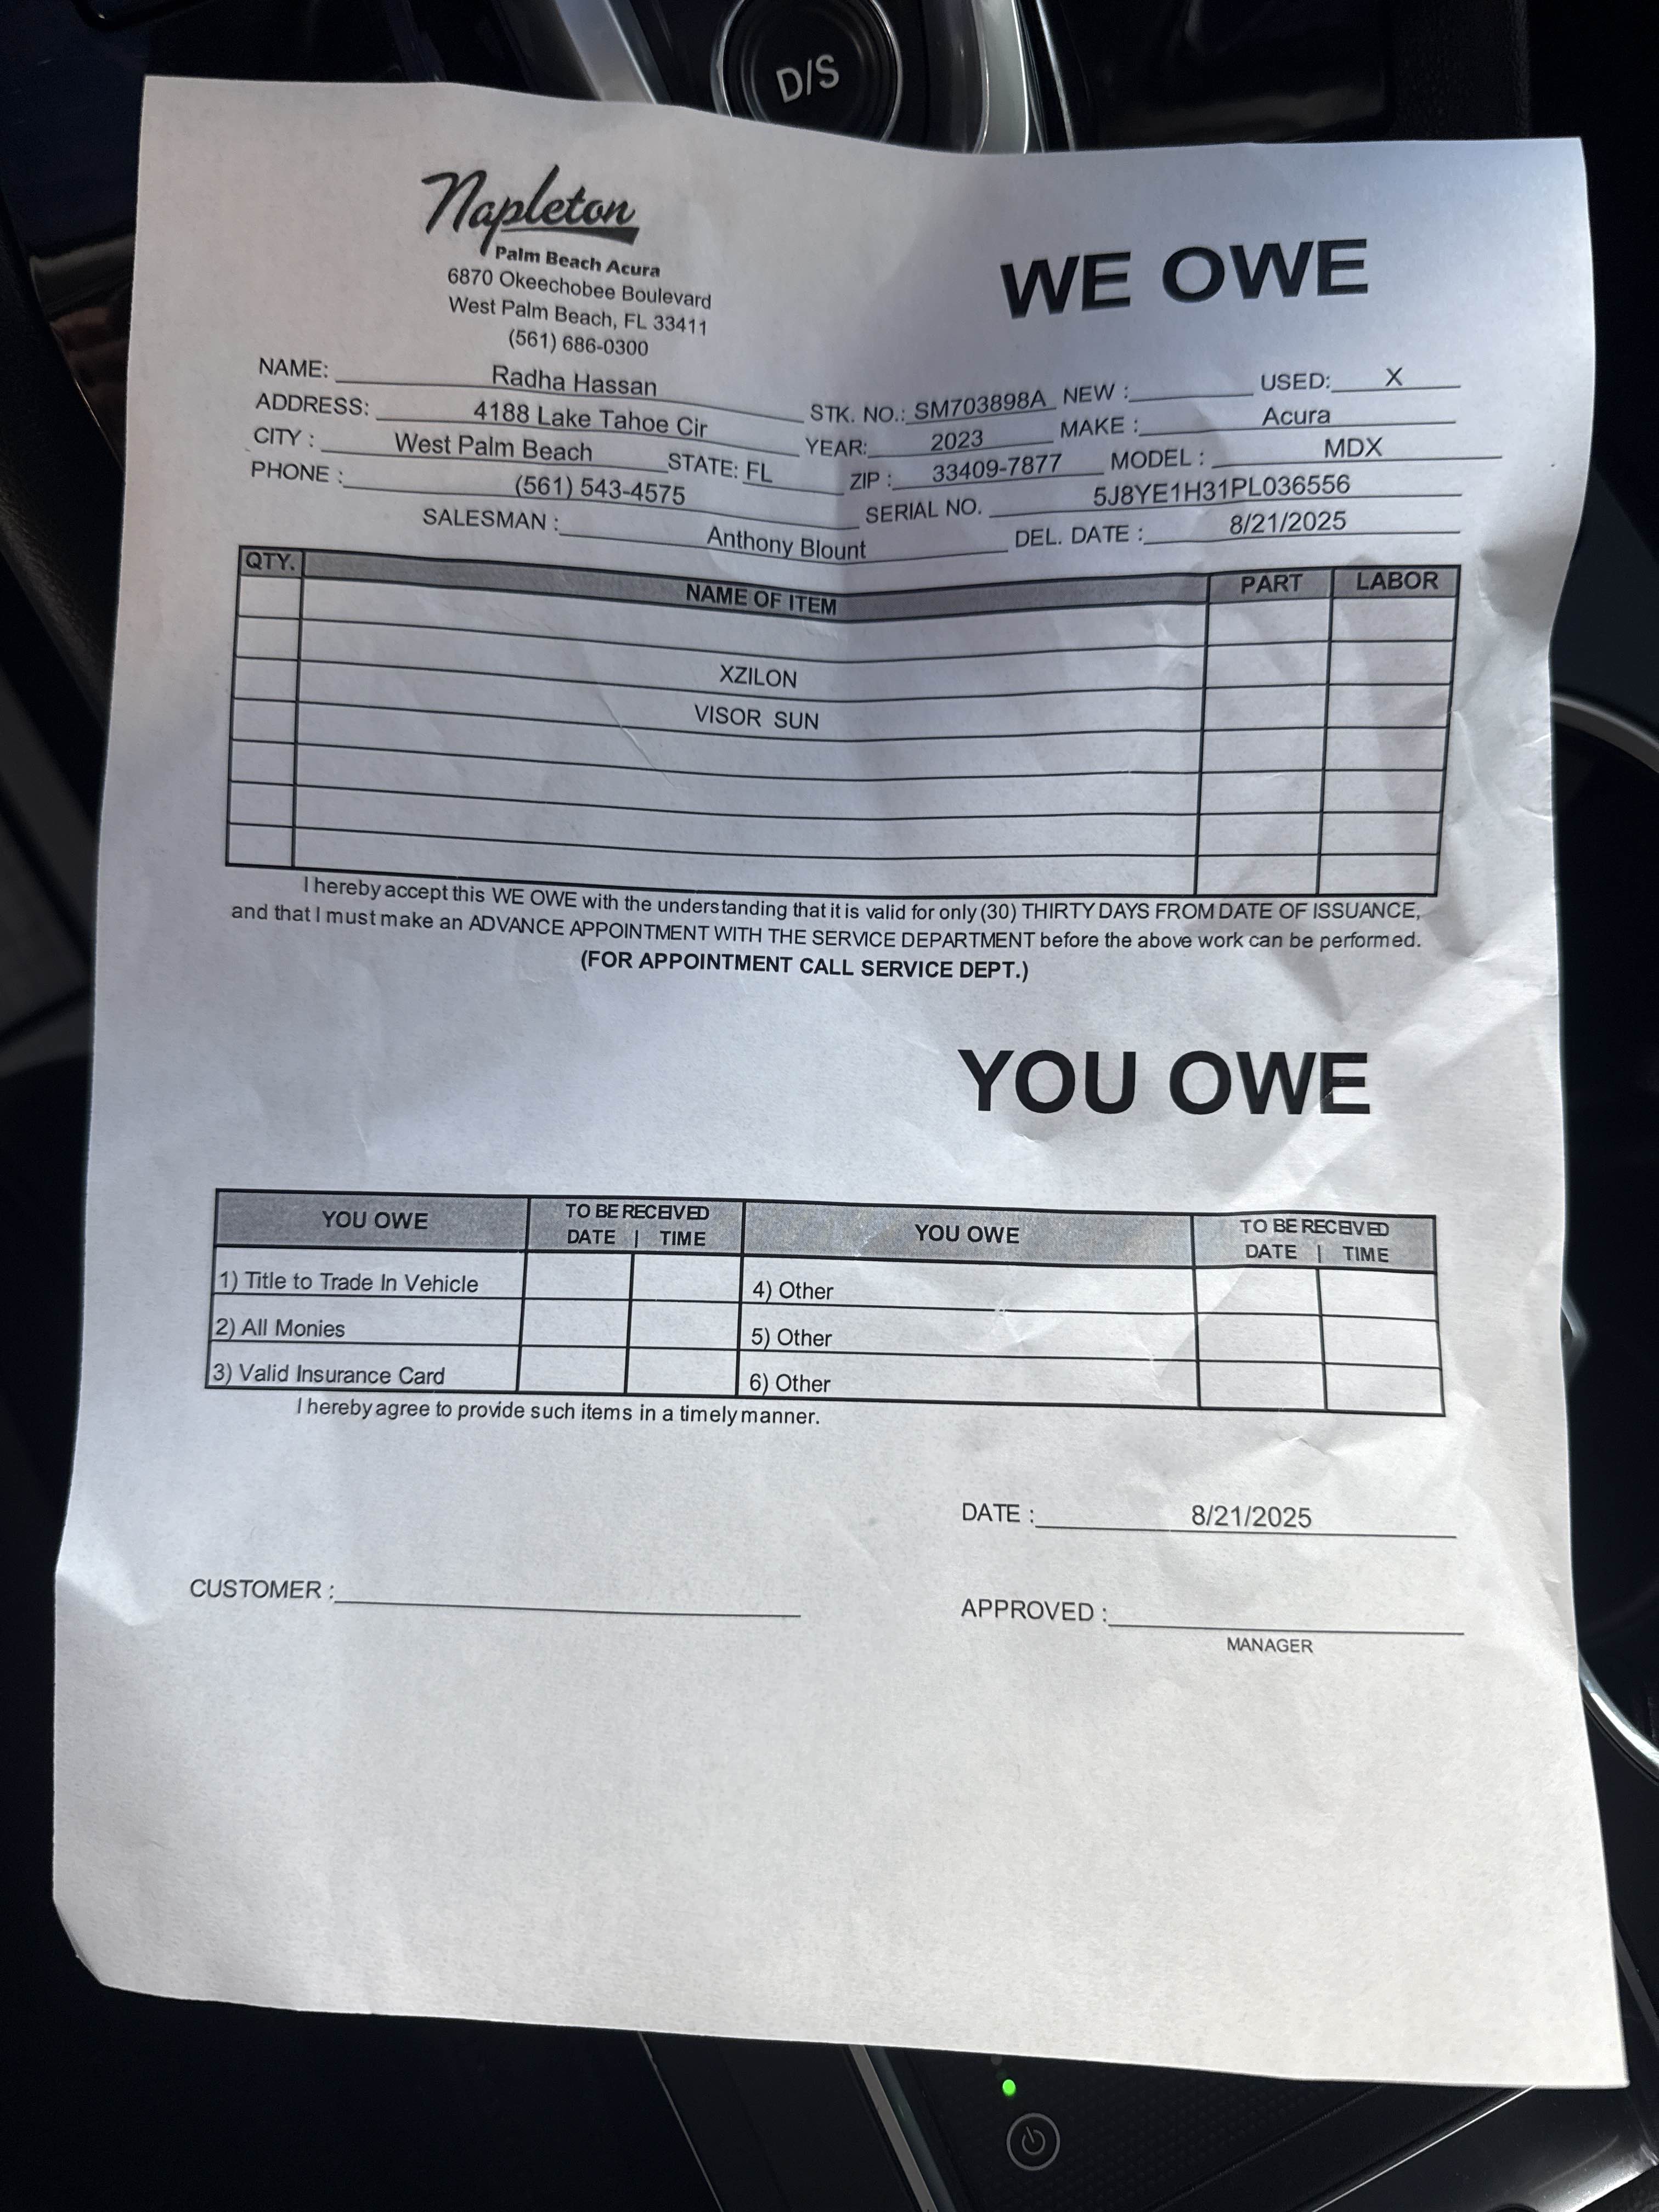 D/S
Napleton
Palm Beach Acura
6870 Okeechobee Boulevard
West Palm Beach, FL 33411
(561) 686-0300
WE OWE
NAME: Radha Hassan STK. NO.: SM703898A NEW : USED: X
ADDRESS: 4188 Lake Tahoe Cir YEAR: 2023 MAKE : Acura
CITY : West Palm Beach STATE: FL ZIP : 33409-7877 MODEL : MDX
PHONE : (561) 543-4575 SERIAL NO. 5J8YE1H31PL036556
SALESMAN : Anthony Blount DEL. DATE : 8/21/2025
QTY. NAME OF ITEM PART LABOR
XZILON
VISOR SUN
I hereby accept this WE OWE with the understanding that it is valid for only (30) THIRTY DAYS FROM DATE OF ISSUANCE,
and that I must make an ADVANCE APPOINTMENT WITH THE SERVICE DEPARTMENT before the above work can be performed.
(FOR APPOINTMENT CALL SERVICE DEPT.)
YOU OWE
YOU OWE TO BE RECEIVED YOU OWE TO BE RECEIVED
DATE | TIME DATE | TIME
1) Title to Trade In Vehicle 4) Other
2) All Monies 5) Other
3) Valid Insurance Card 6) Other
I hereby agree to provide such items in a timely manner.
DATE : 8/21/2025
CUSTOMER : APPROVED :
MANAGER